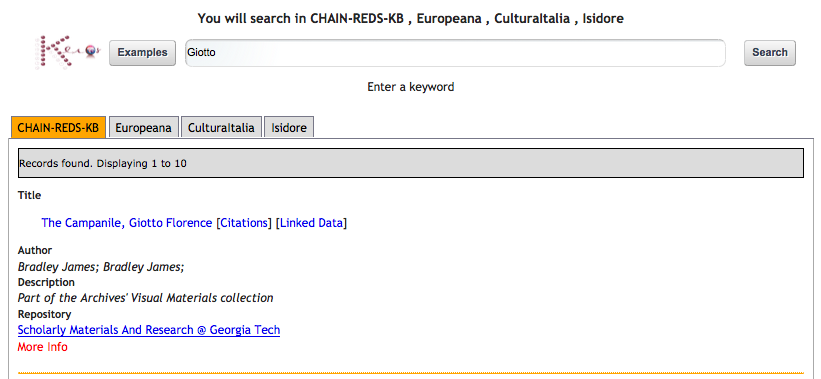 You will search in CHAIN-REDS-KB , Europeana , CulturaItalia , Isidore
Examples
Giotto
Search
Enter a keyword
CHAIN-REDS-KB Europeana CulturaItalia Isidore
Records found. Displaying 1 to 10
Title
The Campanile, Giotto Florence [Citations] [Linked Data]
Author
Bradley James; Bradley James;
Description
Part of the Archives' Visual Materials collection
Repository
Scholarly Materials And Research @ Georgia Tech
More Info